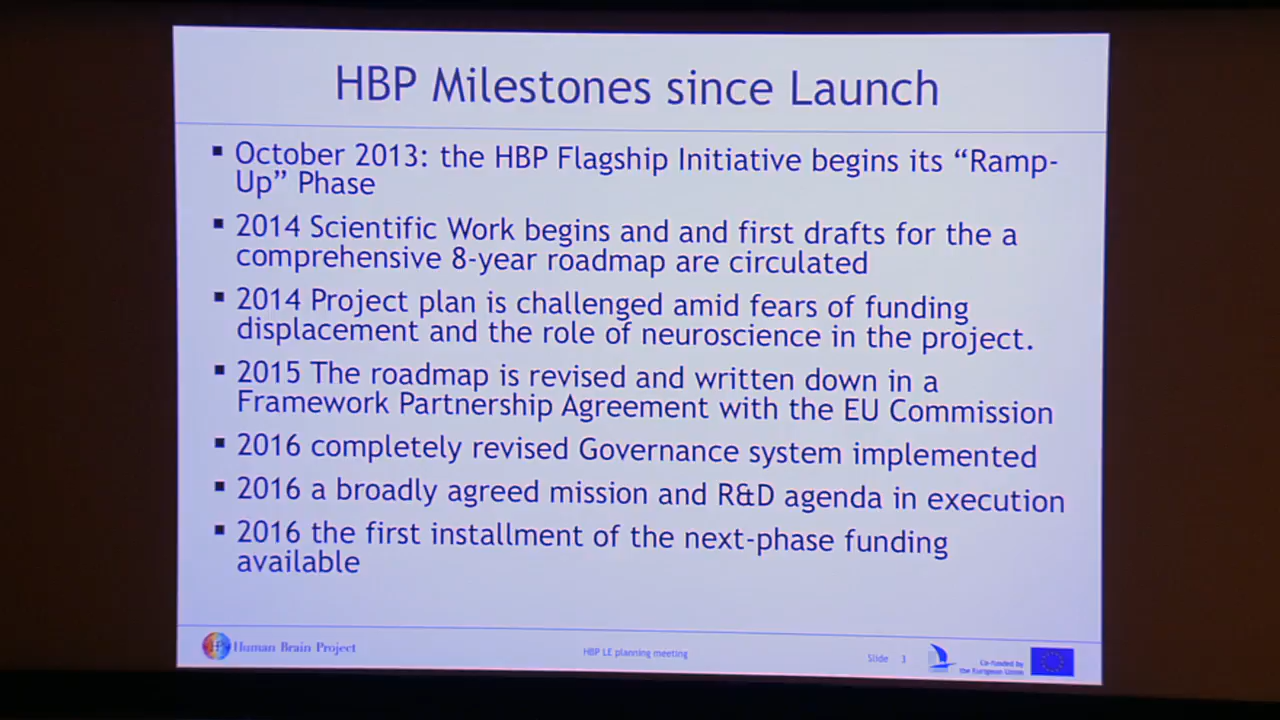 HBP Milestones since Launch
▪ October 2013: the HBP Flagship Initiative begins its “Ramp-
Up” Phase
▪ 2014 Scientific Work begins and and first drafts for the a
comprehensive 8-year roadmap are circulated
▪ 2014 Project plan is challenged amid fears of funding
displacement and the role of neuroscience in the project.
▪ 2015 The roadmap is revised and written down in a
Framework Partnership Agreement with the EU Commission
▪ 2016 completely revised Governance system implemented
▪ 2016 a broadly agreed mission and R&D agenda in execution
▪ 2016 the first installment of the next-phase funding
available
HP Human Brain Project
HBP LE planning meeting
Slide 3
Co-funded by
the European Union